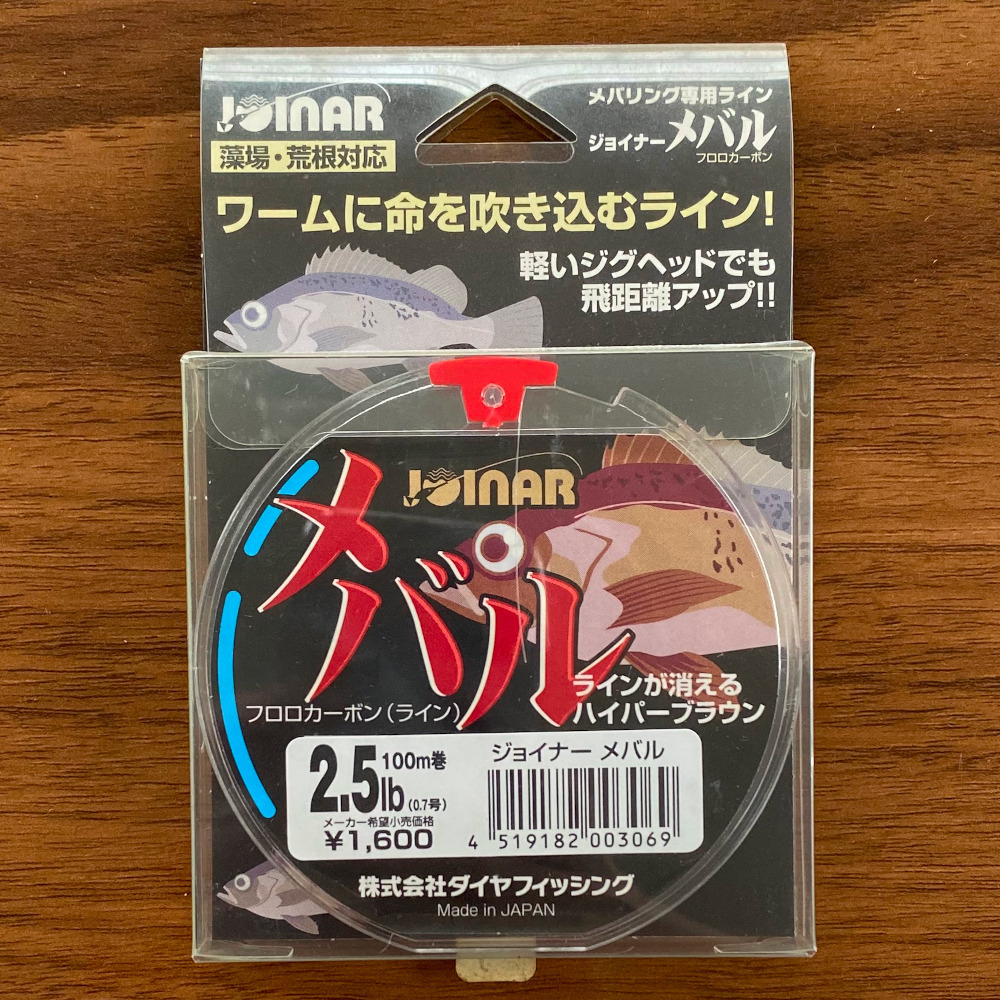 JOINAR
藻場・荒根対応
メバリング専用ライン
ジョイナーメバル
フロロカーボン
ワームに命を吹き込むライン!
軽いジグヘッドでも
飛距離アップ!!
JOINAR
メバル
ラインが消える
ハイパーブラウン
フロロカーボン(ライン)
2.5lb 100m巻
(0.7号)
メーカー希望小売価格
¥1,600
ジョイナー メバル
4 519182 003069
株式会社ダイヤフィッシング
Made in JAPAN